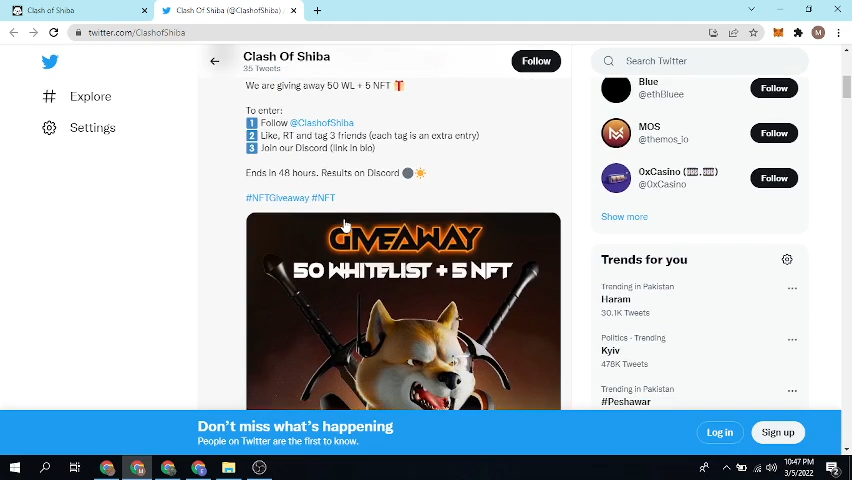 Clash of Shiba
Clash Of Shiba (@ClashofShiba) /
twitter.com/ClashofShiba
Explore
Settings
Clash Of Shiba
35 Tweets
Follow
We are giving away 50 WL + 5 NFT 🎁
To enter:
1️⃣ Follow @ClashofShiba
2️⃣ Like, RT and tag 3 friends (each tag is an extra entry)
3️⃣ Join our Discord (link in bio)
Ends in 48 hours. Results on Discord 🌑☀️
#NFTGiveaway #NFT
GIVEAWAY
50 WHITELIST + 5 NFT
Search Twitter
Blue
@ethBluee
Follow
MOS
@themos_io
Follow
0xCasino
@0xCasino
Follow
Show more
Trends for you
Trending in Pakistan
Haram
30.1K Tweets
Politics · Trending
Kyiv
478K Tweets
Trending in Pakistan
#Peshawar
Don't miss what's happening
People on Twitter are the first to know.
Log in
Sign up
10:47 PM
3/5/2022